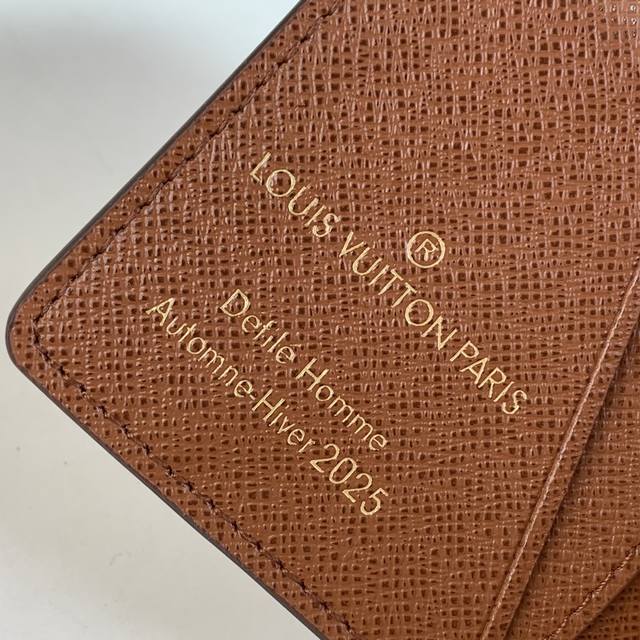 ®
LOUIS VUITTON PARIS
Defilé Homme
Automne-Hiver 2025